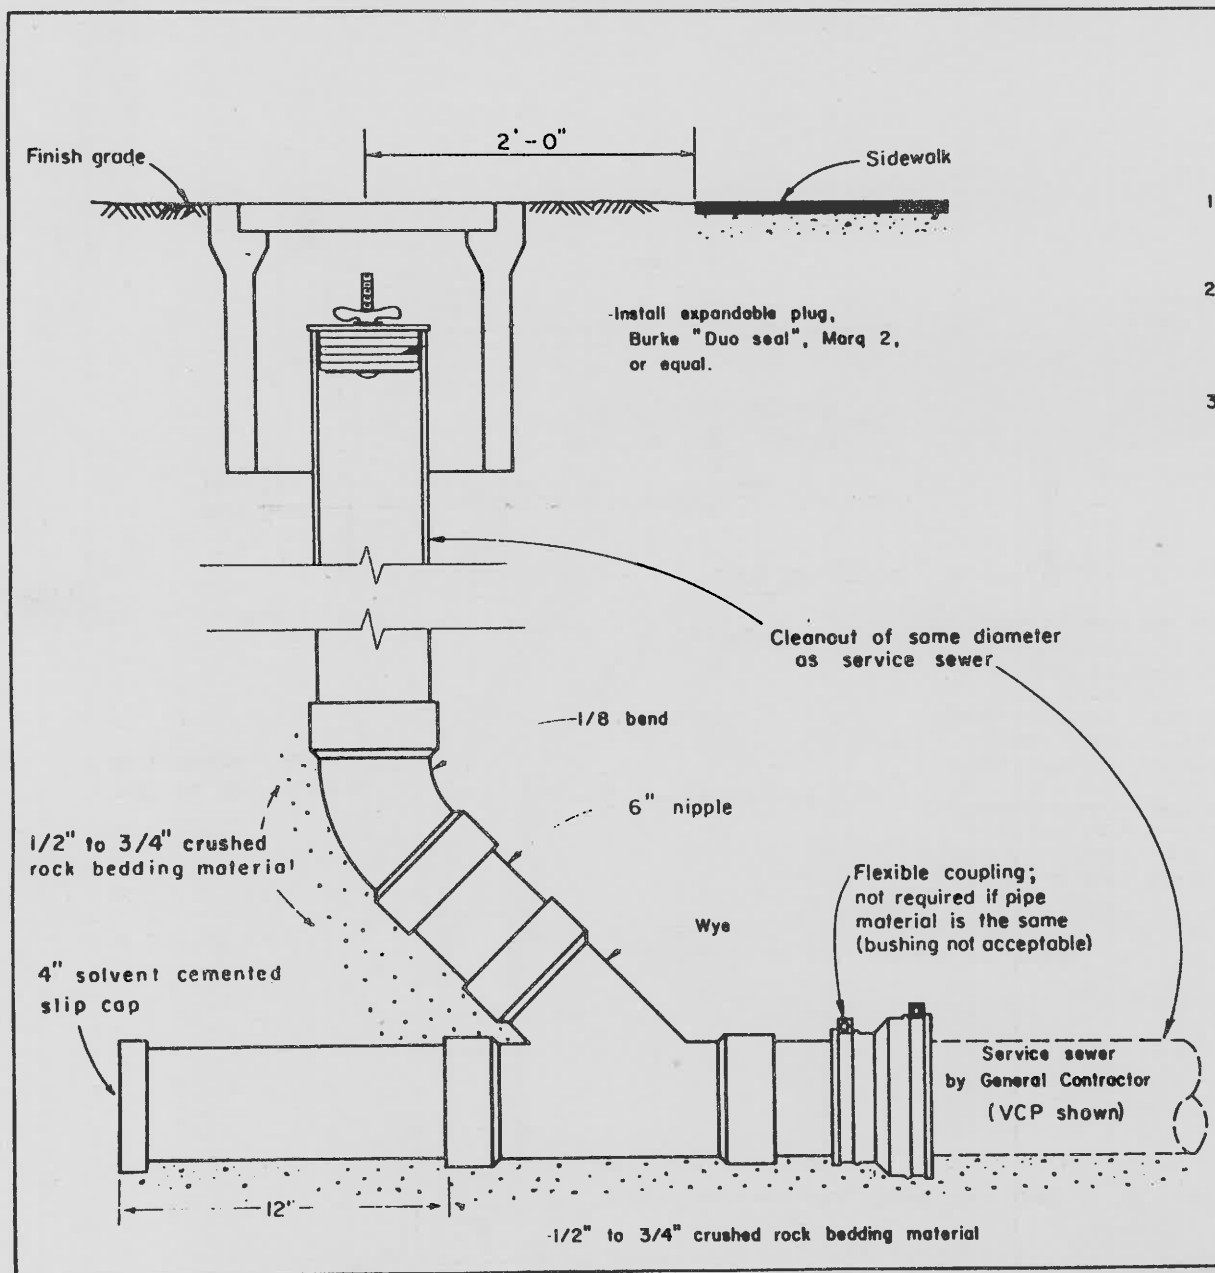 2'-0"
Finish grade
Sidewalk
1
2
3
-Install expandable plug,
Burke "Duo seal", Marq 2,
or equal.
Cleanout of same diameter
as service sewer
1/8 bend
6" nipple
1/2" to 3/4" crushed
rock bedding material
Flexible coupling;
not required if pipe
material is the same
(bushing not acceptable)
Wye
4" solvent cemented
slip cap
Service sewer
by General Contractor
(VCP shown)
12'
-1/2" to 3/4" crushed rock bedding material